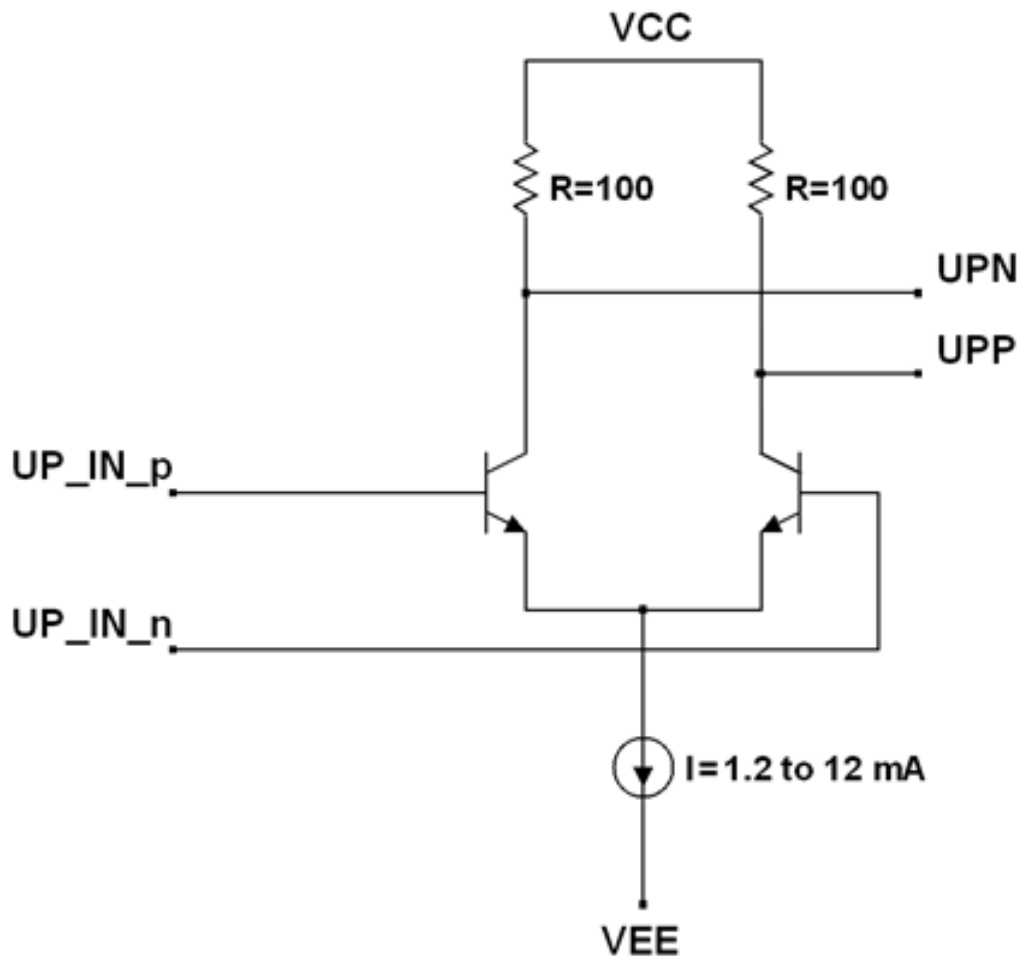 VCC
R=100
R=100
UPN
UPP
UP_IN_p
UP_IN_n
I=1.2 to 12 mA
VEE